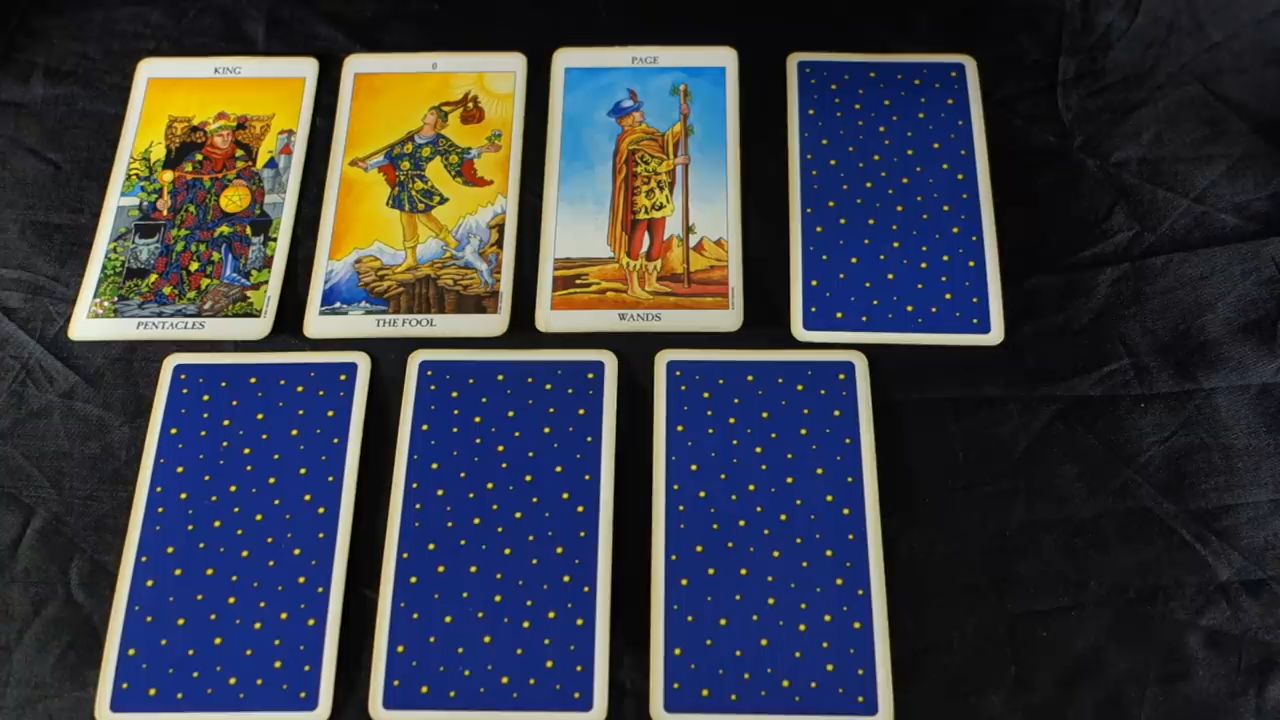 KING
PENTACLES
0
THE FOOL
PAGE
WANDS